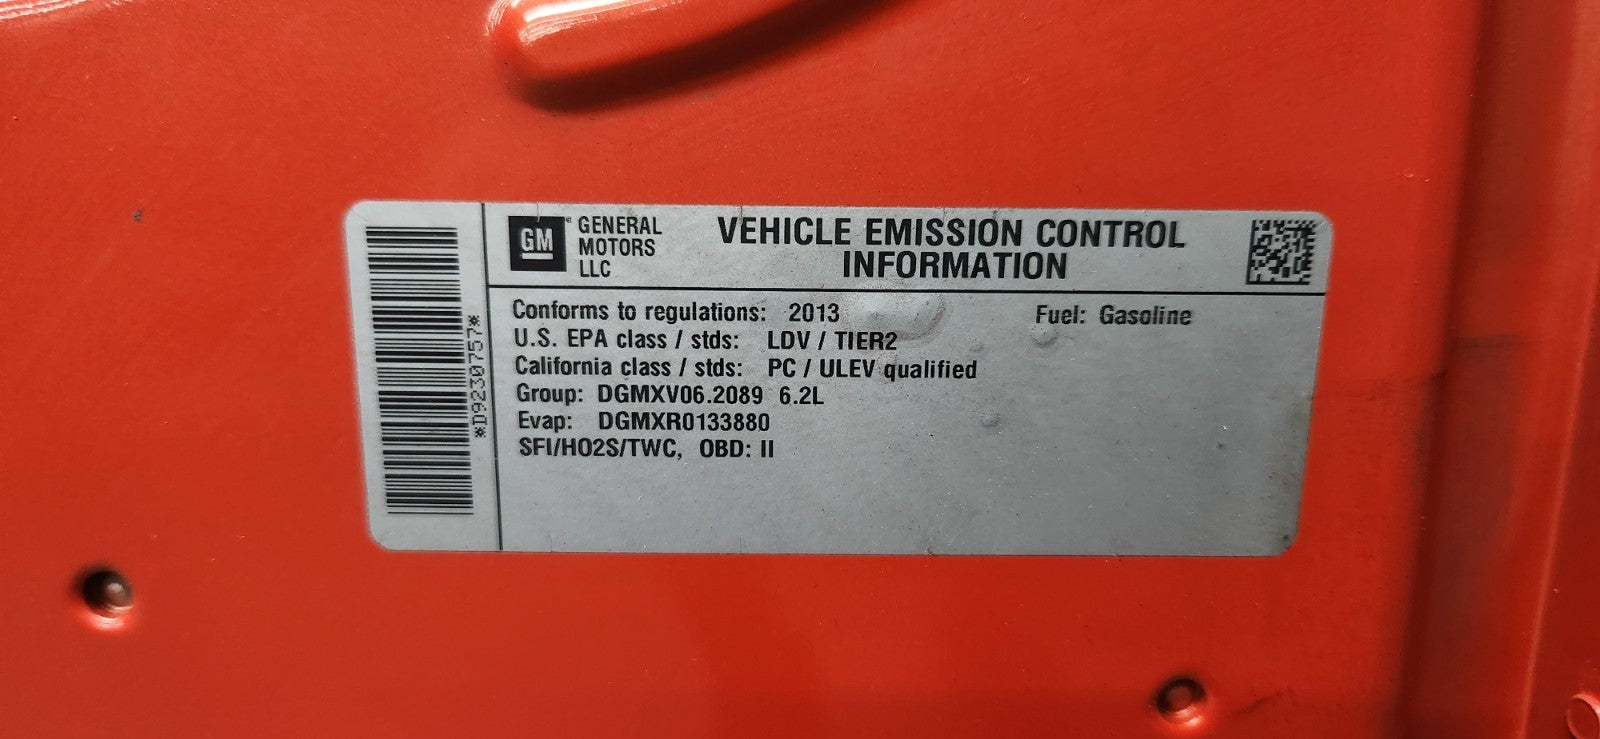 *D9230757*
GM
GENERAL
MOTORS
LLC
VEHICLE EMISSION CONTROL
INFORMATION
Conforms to regulations: 2013 Fuel: Gasoline
U.S. EPA class / stds: LDV / TIER2
California class / stds: PC / ULEV qualified
Group: DGMXV06.2089 6.2L
Evap: DGMXR0133880
SFI/HO2S/TWC, OBD: II